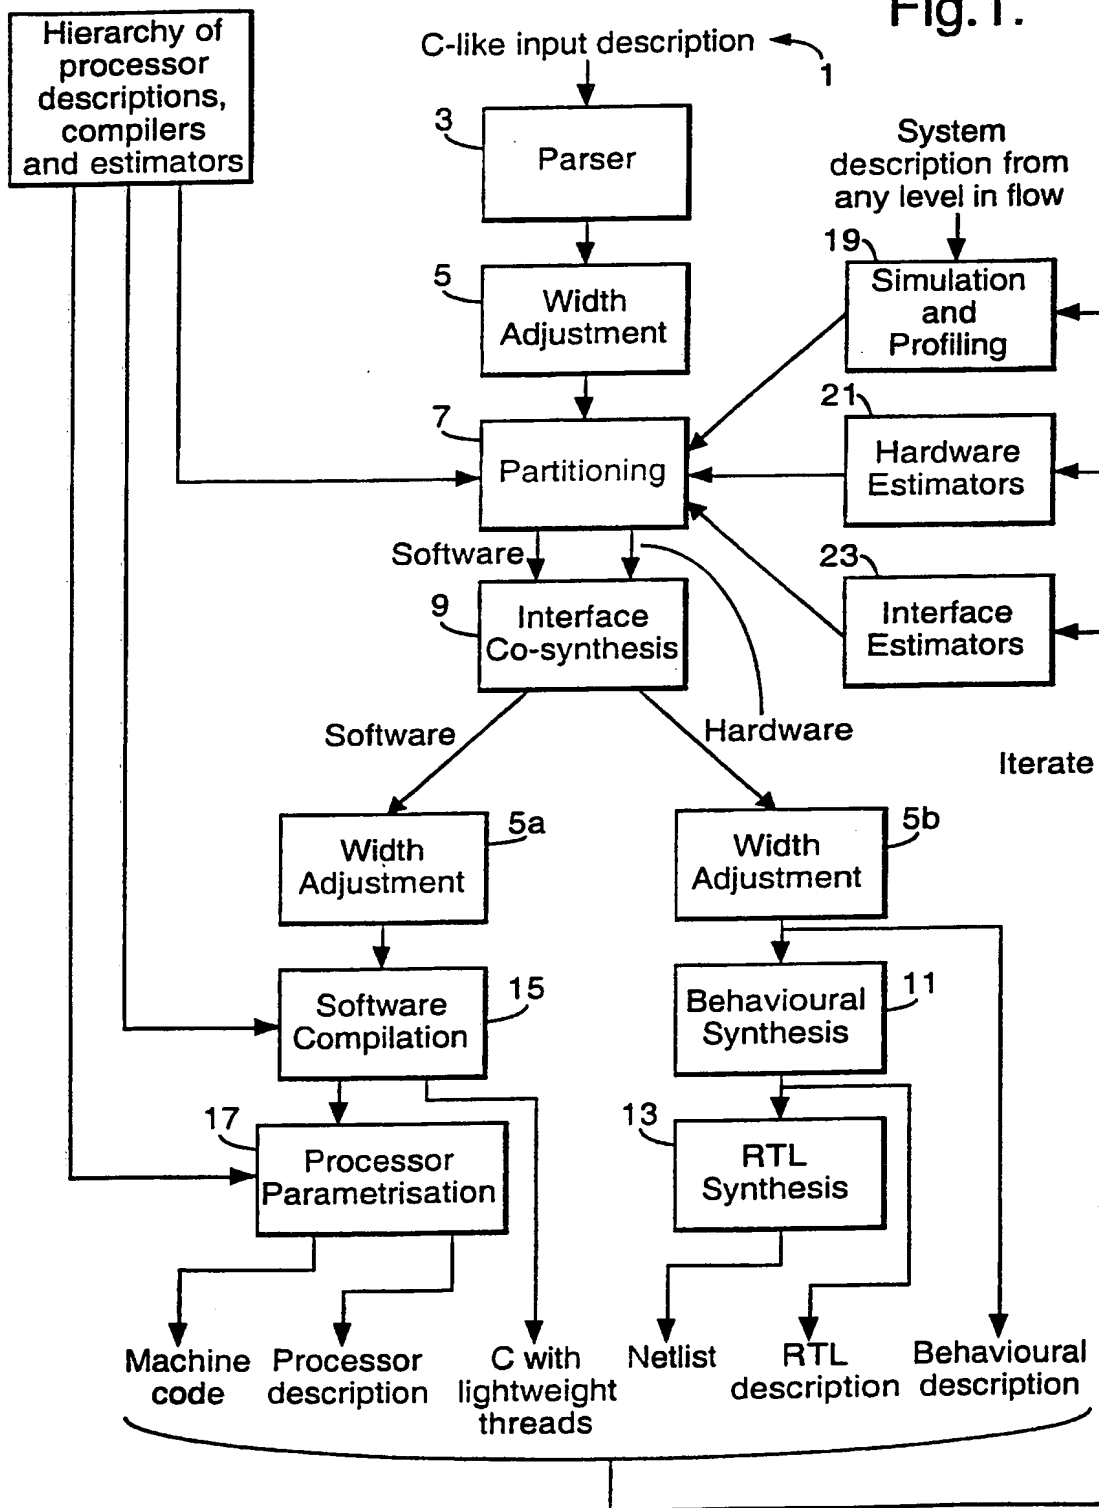 Fig.1.
Hierarchy of
processor
descriptions,
compilers
and estimators
C-like input description
1
3
Parser
System
description from
any level in flow
5
Width
Adjustment
19
Simulation
and
Profiling
7
Partitioning
21
Hardware
Estimators
Software
9
Interface
Co-synthesis
23
Interface
Estimators
Software
Hardware
Iterate
5a
Width
Adjustment
5b
Width
Adjustment
15
Software
Compilation
11
Behavioural
Synthesis
17
Processor
Parametrisation
13
RTL
Synthesis
Machine
code
Processor
description
C with
lightweight
threads
Netlist
RTL
description
Behavioural
description